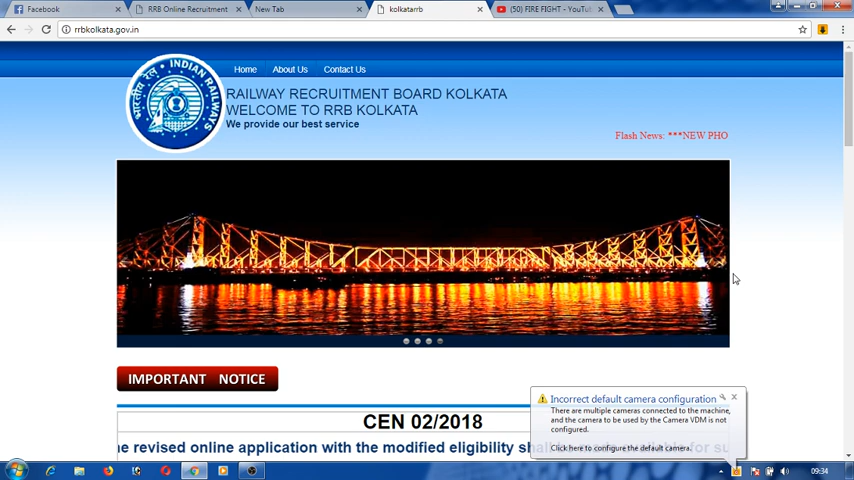 Facebook
RRB Online Recruitment
New Tab
kolkatarrb
(50) FIRE FIGHT - YouTu
rrbkolkata.gov.in
Home About Us Contact Us
भारतीय रेल INDIAN RAILWAYS
RAILWAY RECRUITMENT BOARD KOLKATA
WELCOME TO RRB KOLKATA
We provide our best service
Flash News: ***NEW PHO
IMPORTANT NOTICE
CEN 02/2018
he revised online application with the modified eligibility
Incorrect default camera configuration
There are multiple cameras connected to the machine,
and the camera to be used by the Camera VDM is not
configured.
Click here to configure the default camera.
09:34